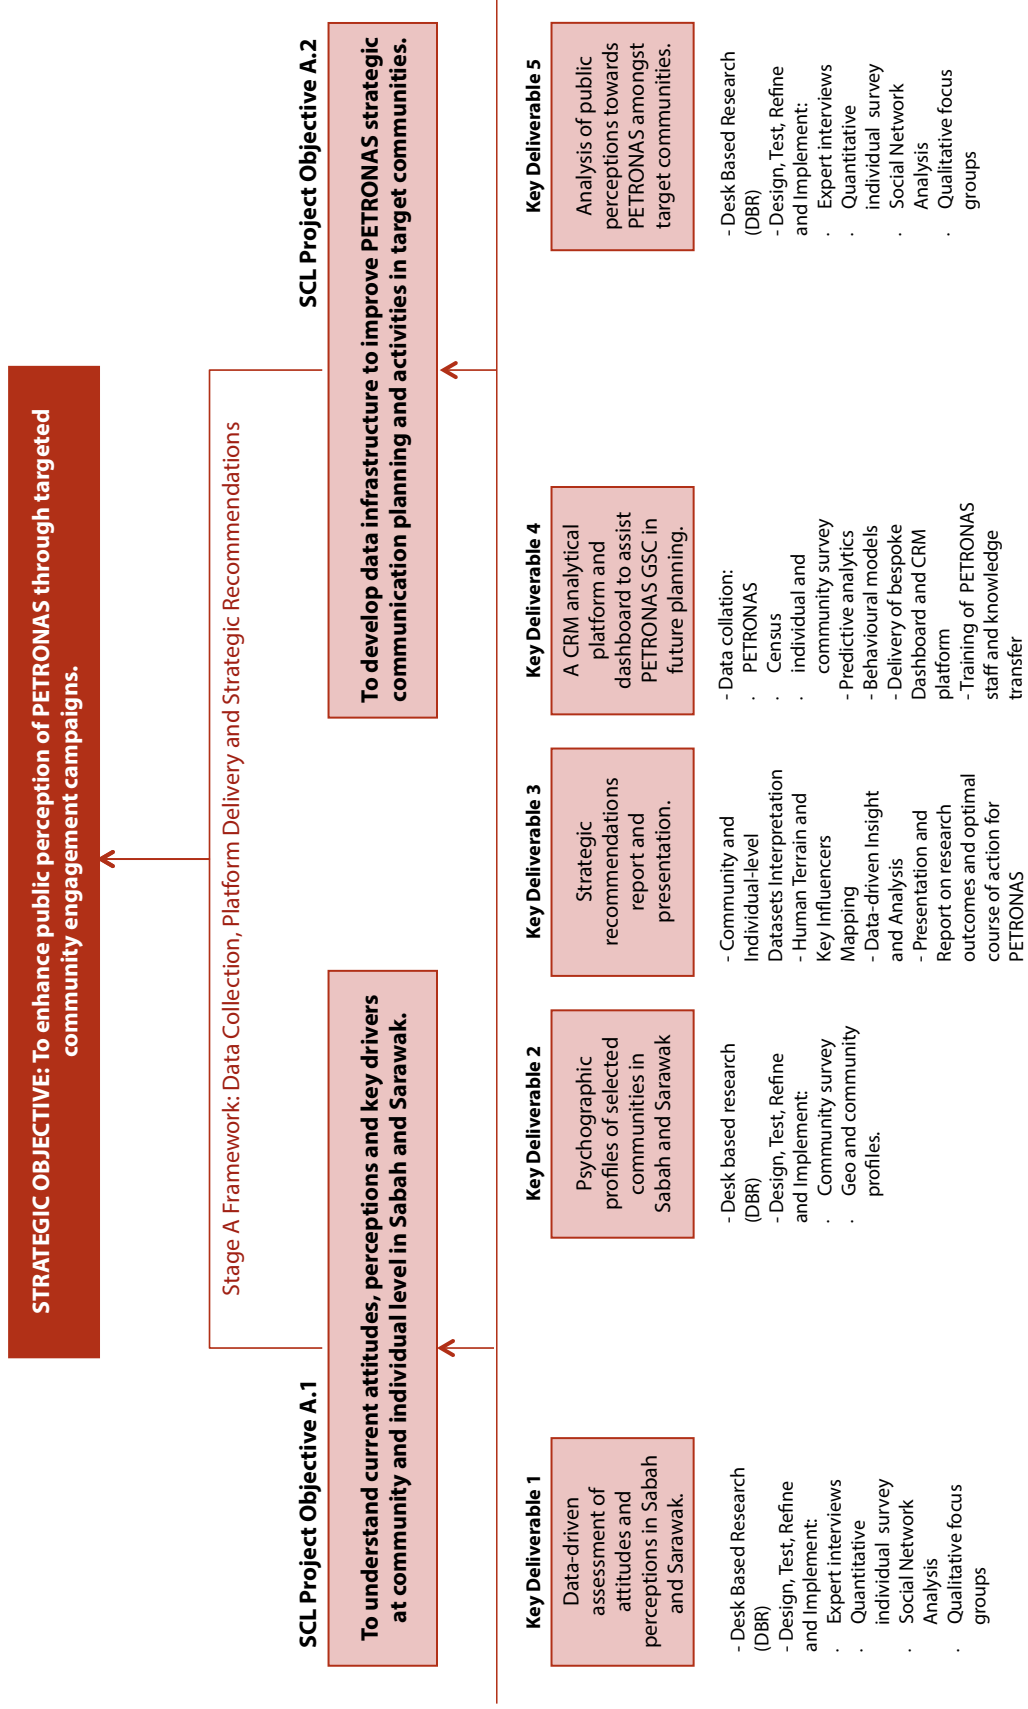 STRATEGIC OBJECTIVE: To enhance public perception of PETRONAS through targeted
community engagement campaigns.
Stage A Framework: Data Collection, Platform Delivery and Strategic Recommendations
SCL Project Objective A.1
To understand current attitudes, perceptions and key drivers
at community and individual level in Sabah and Sarawak.
SCL Project Objective A.2
To develop data infrastructure to improve PETRONAS strategic
communication planning and activities in target communities.
Key Deliverable 1
Data-driven
assessment of
attitudes and
perceptions in Sabah
and Sarawak.
- Desk Based Research
(DBR)
- Design, Test, Refine
and Implement:
. Expert interviews
. Quantitative
individual survey
. Social Network
Analysis
. Qualitative focus
groups
Key Deliverable 2
Psychographic
profiles of selected
communities in
Sabah and Sarawak
- Desk based research
(DBR)
- Design, Test, Refine
and Implement:
. Community survey
. Geo and community
profiles.
Key Deliverable 3
Strategic
recommendations
report and
presentation.
- Community and
Individual-level
Datasets Interpretation
- Human Terrain and
Key Influencers
Mapping
- Data-driven Insight
and Analysis
- Presentation and
Report on research
outcomes and optimal
course of action for
PETRONAS
Key Deliverable 4
A CRM analytical
platform and
dashboard to assist
PETRONAS GSC in
future planning.
- Data collation:
. PETRONAS
. Census
. individual and
community survey
- Predictive analytics
- Behavioural models
- Delivery of bespoke
Dashboard and CRM
platform
- Training of PETRONAS
staff and knowledge
transfer
Key Deliverable 5
Analysis of public
perceptions towards
PETRONAS amongst
target communities.
- Desk Based Research
(DBR)
- Design, Test, Refine
and Implement:
. Expert interviews
. Quantitative
individual survey
. Social Network
Analysis
. Qualitative focus
groups